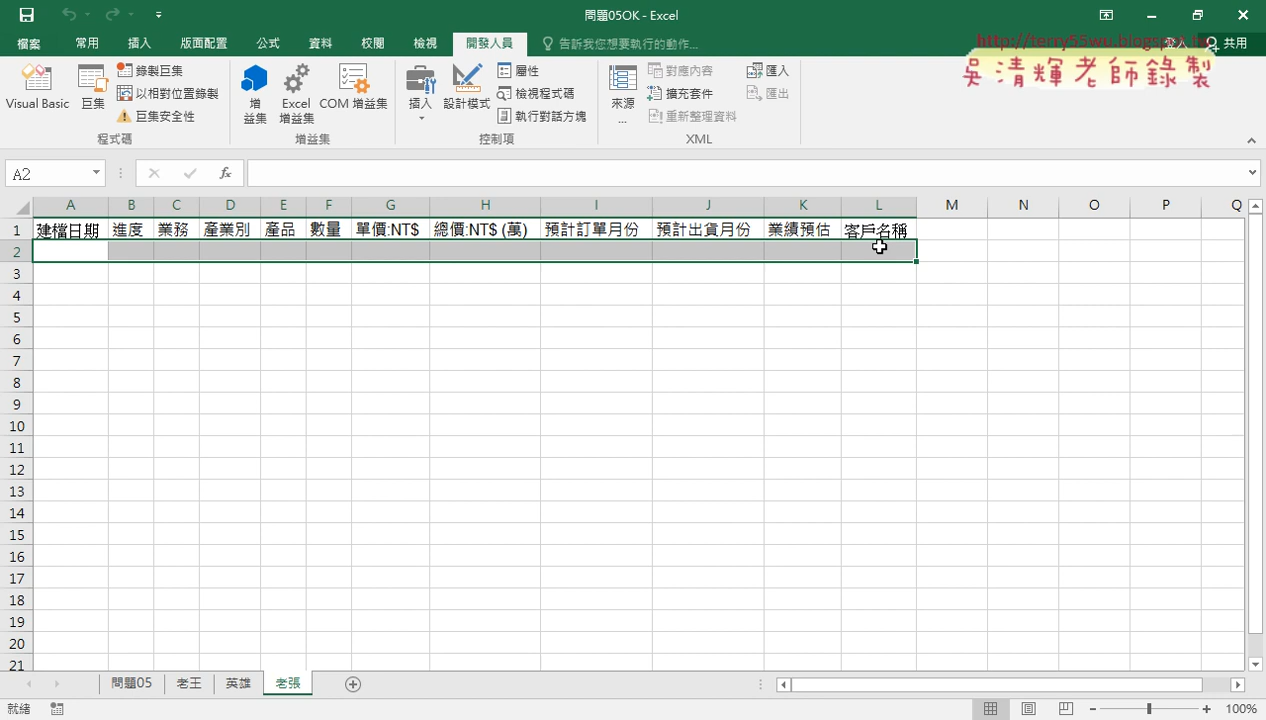 問題05OK - Excel
檔案 常用 插入 版面配置 公式 資料 校閱 檢視 開發人員 告訴我您想要執行的動作... 登入 共用
http://terry55wu.blogspot.tw
吳清輝老師錄製
Visual Basic 巨集 錄製巨集 以相對位置錄製 巨集安全性
增益集 Excel 增益集 COM 增益集
插入 設計模式 屬性 檢視程式碼 執行對話方塊
來源... 對應內容 擴充套件 重新整理資料 匯入 匯出
程式碼 增益集 控制項 XML
A2 fx
A B C D E F G H I J K L M N O P Q
1 建檔日期 進度 業務 產業別 產品 數量 單價:NT$ 總價:NT$ (萬) 預計訂單月份 預計出貨月份 業績預估 客戶名稱
2
3
4
5
6
7
8
9
10
11
12
13
14
15
16
17
18
19
20
21
問題05 老王 英雄 老張
就緒 100%